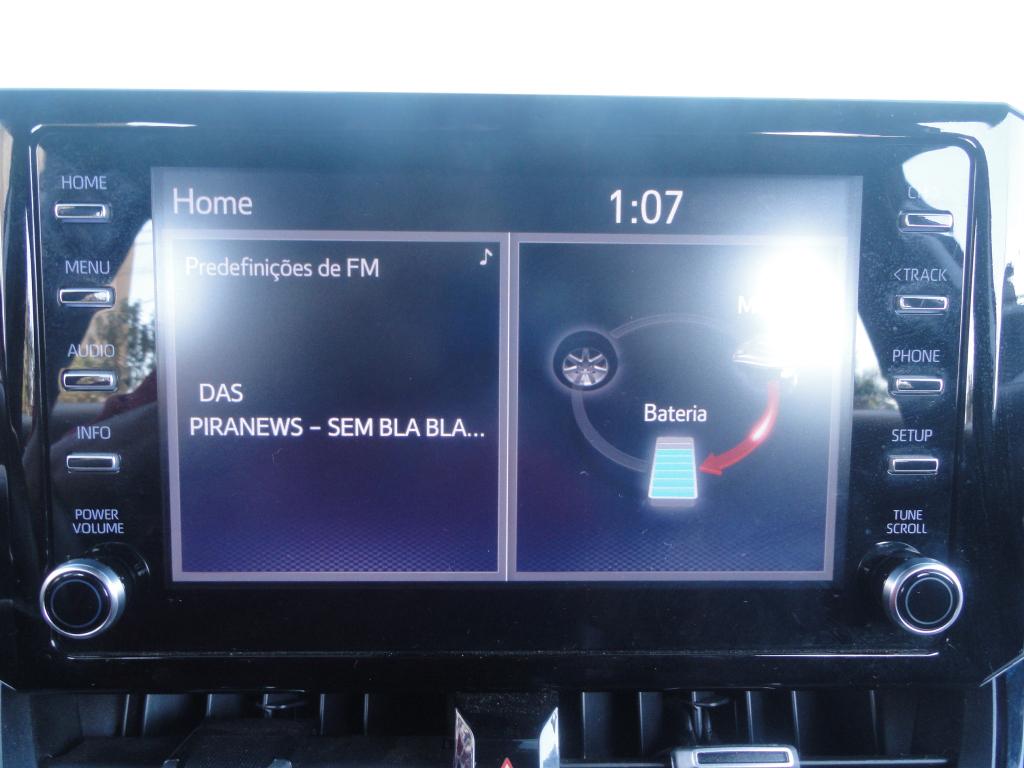 HOME
MENU
AUDIO
INFO
POWER
VOLUME
Home
1:07
Predefinições de FM
DAS
PIRANEWS – SEM BLA BLA...
Bateria
<TRACK
PHONE
SETUP
TUNE
SCROLL